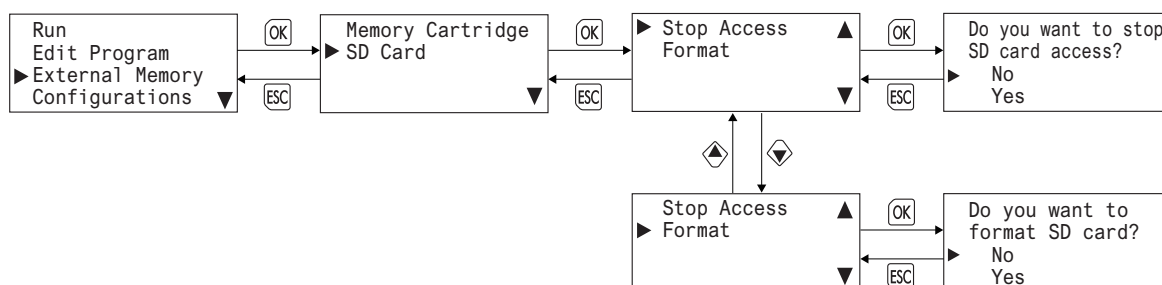 Run
Edit Program
External Memory
Configurations
OK
ESC
Memory Cartridge
SD Card
OK
ESC
Stop Access
Format
OK
ESC
Do you want to stop
SD card access?
No
Yes
Stop Access
Format
OK
ESC
Do you want to
format SD card?
No
Yes